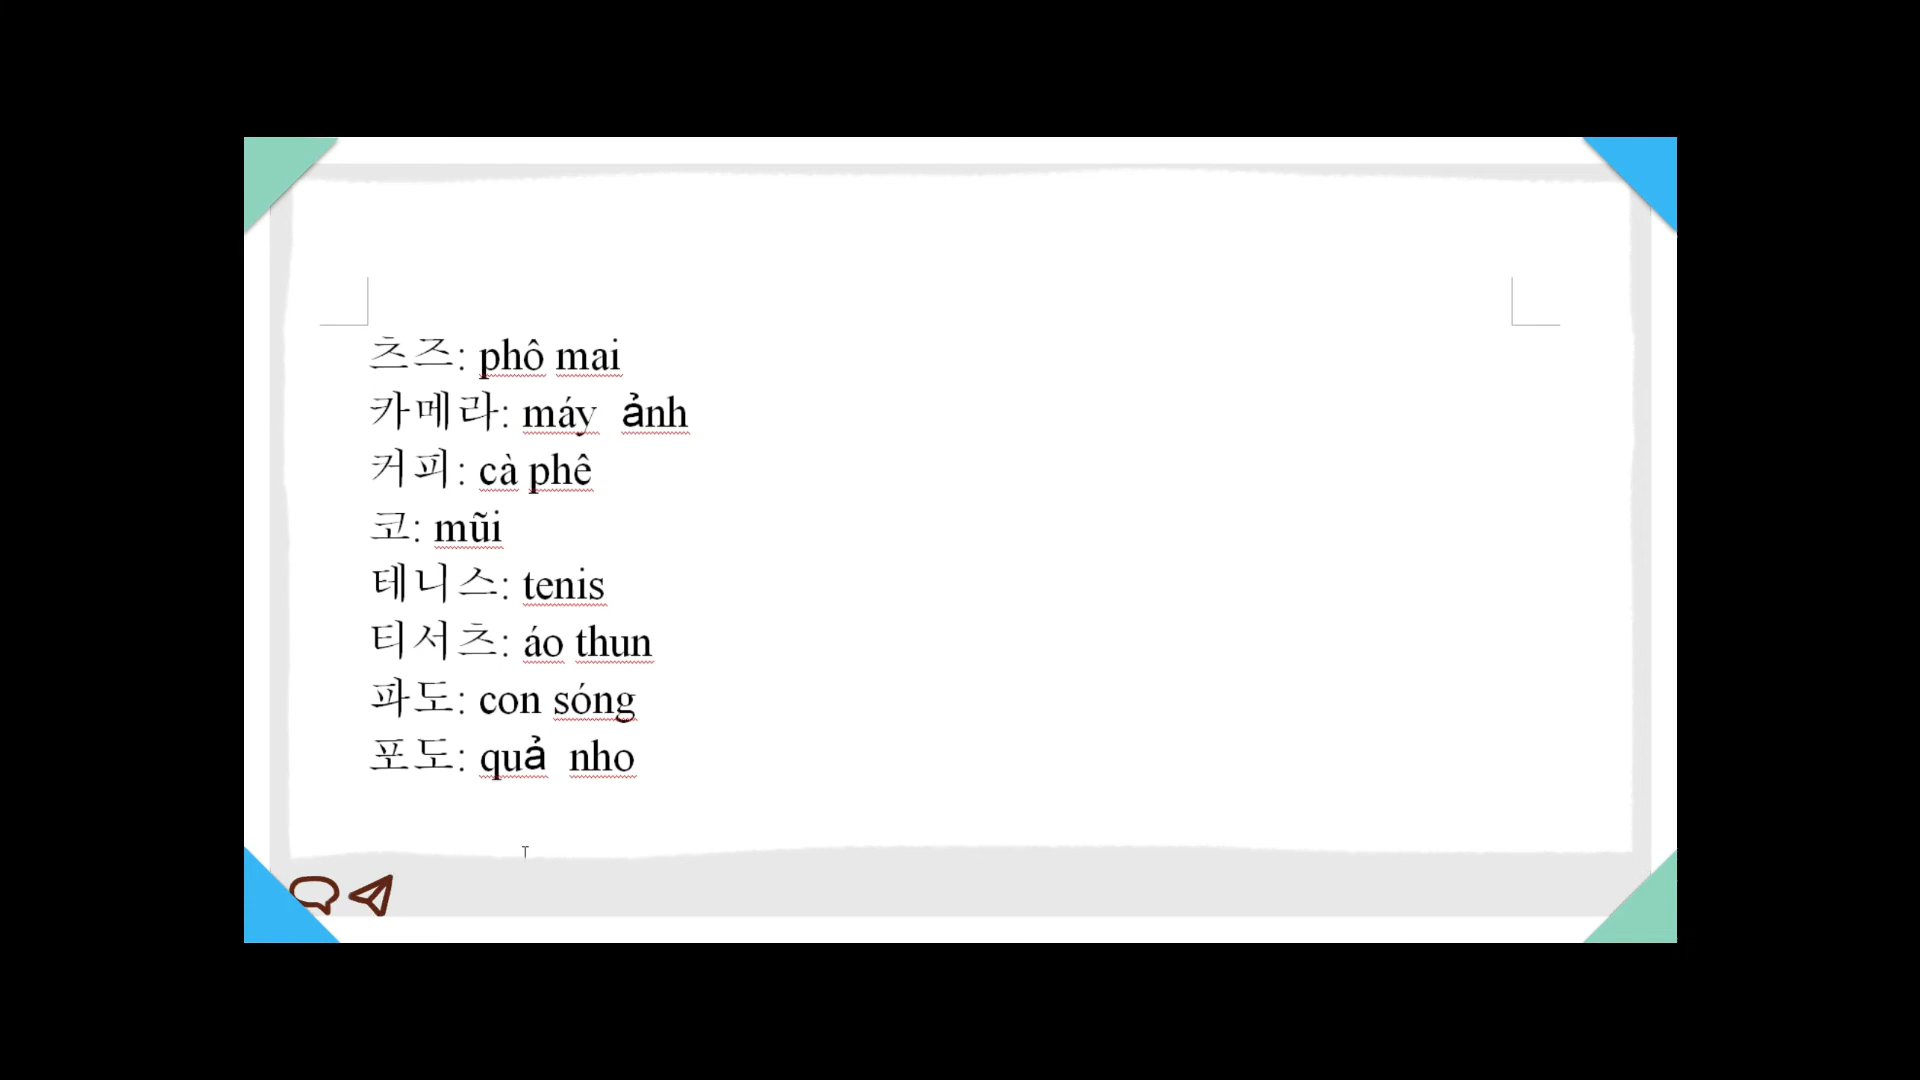 츠즈: phô mai
카메라: máy ảnh
커피: cà phê
코: mũi
테니스: tenis
티서츠: áo thun
파도: con sóng
포도: quả nho